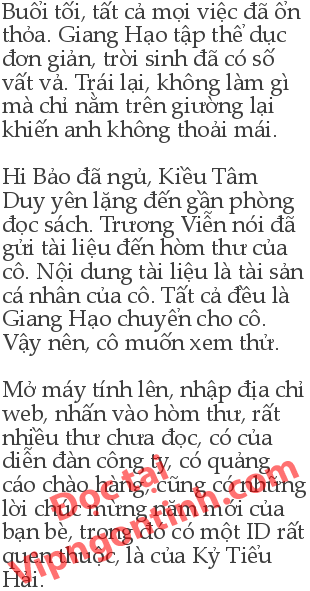 Buổi tối, tất cả mọi việc đã ổn
thỏa. Giang Hạo tập thể dục
đơn giản, trời sinh đã có số
vất vả. Trái lại, không làm gì
mà chỉ nằm trên giường lại
khiến anh không thoải mái.
Hi Bảo đã ngủ, Kiều Tâm
Duy yên lặng đến gần phòng
đọc sách. Trương Viễn nói đã
gửi tài liệu đến hòm thư của
cô. Nội dung tài liệu là tài sản
cá nhân của cô. Tất cả đều là
Giang Hạo chuyển cho cô.
Vậy nên, cô muốn xem thử.
Mở máy tính lên, nhập địa chỉ
web, nhấn vào hòm thư, rất
nhiều thư chưa đọc, có của
diễn đàn công ty, có quảng
cáo chào hàng, cũng có những
lời chúc mừng năm mới của
bạn bè, trong đó có một ID rất
quen thuộc, là của Kỷ Tiểu
Hải.
Đọc tại
Vipngontinh.com